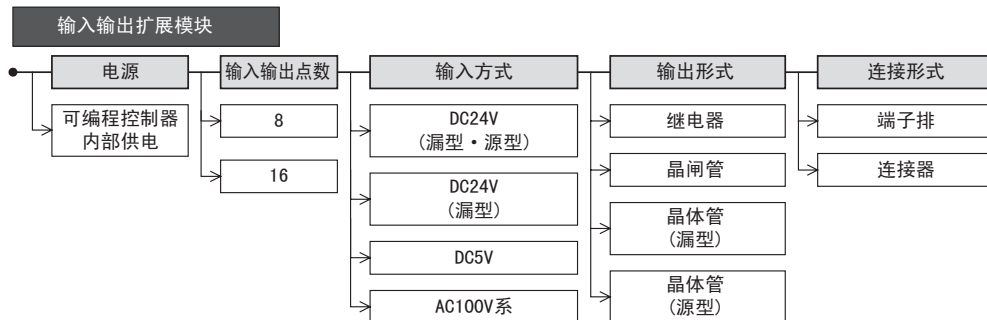 输入输出扩展模块
电源
可编程控制器
内部供电
输入输出点数
8
16
输入方式
DC24V
(漏型・源型)
DC24V
(漏型)
DC5V
AC100V系
输出形式
继电器
晶闸管
晶体管
(漏型)
晶体管
(源型)
连接形式
端子排
连接器